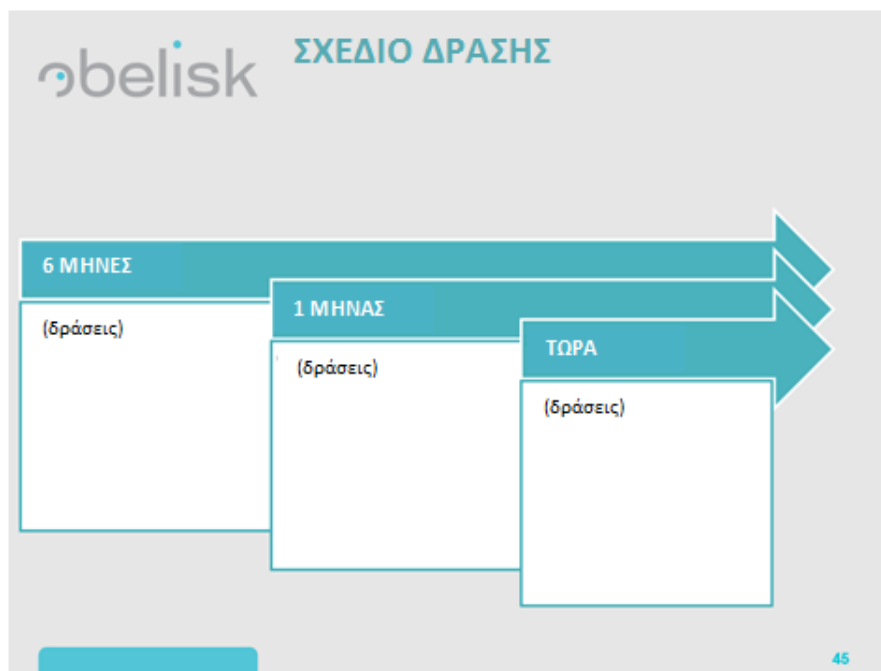 obelisk
ΣΧΕΔΙΟ ΔΡΑΣΗΣ
6 ΜΗΝΕΣ
(δράσεις)
1 ΜΗΝΑΣ
(δράσεις)
ΤΩΡΑ
(δράσεις)
45